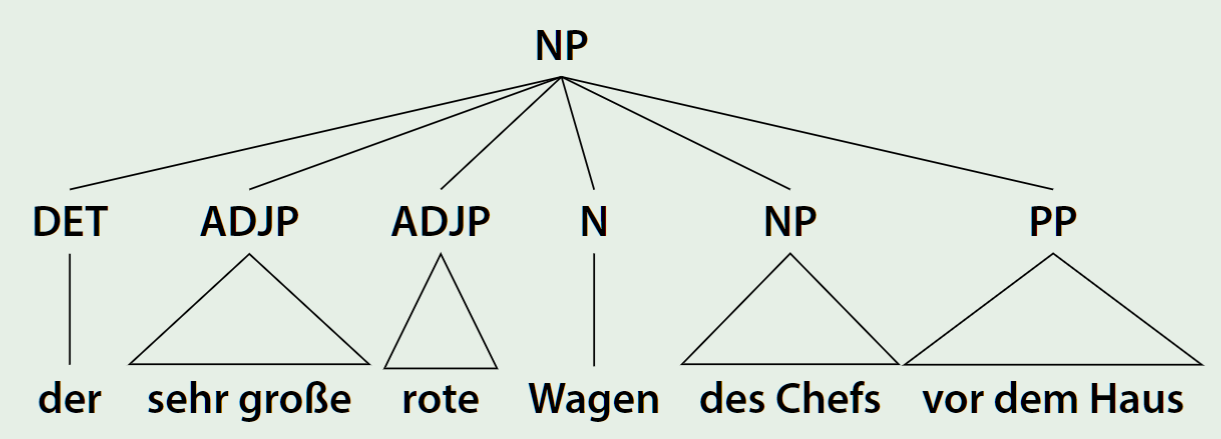 NP
DET ADJP ADJP N NP PP
der sehr große rote Wagen des Chefs vor dem Haus